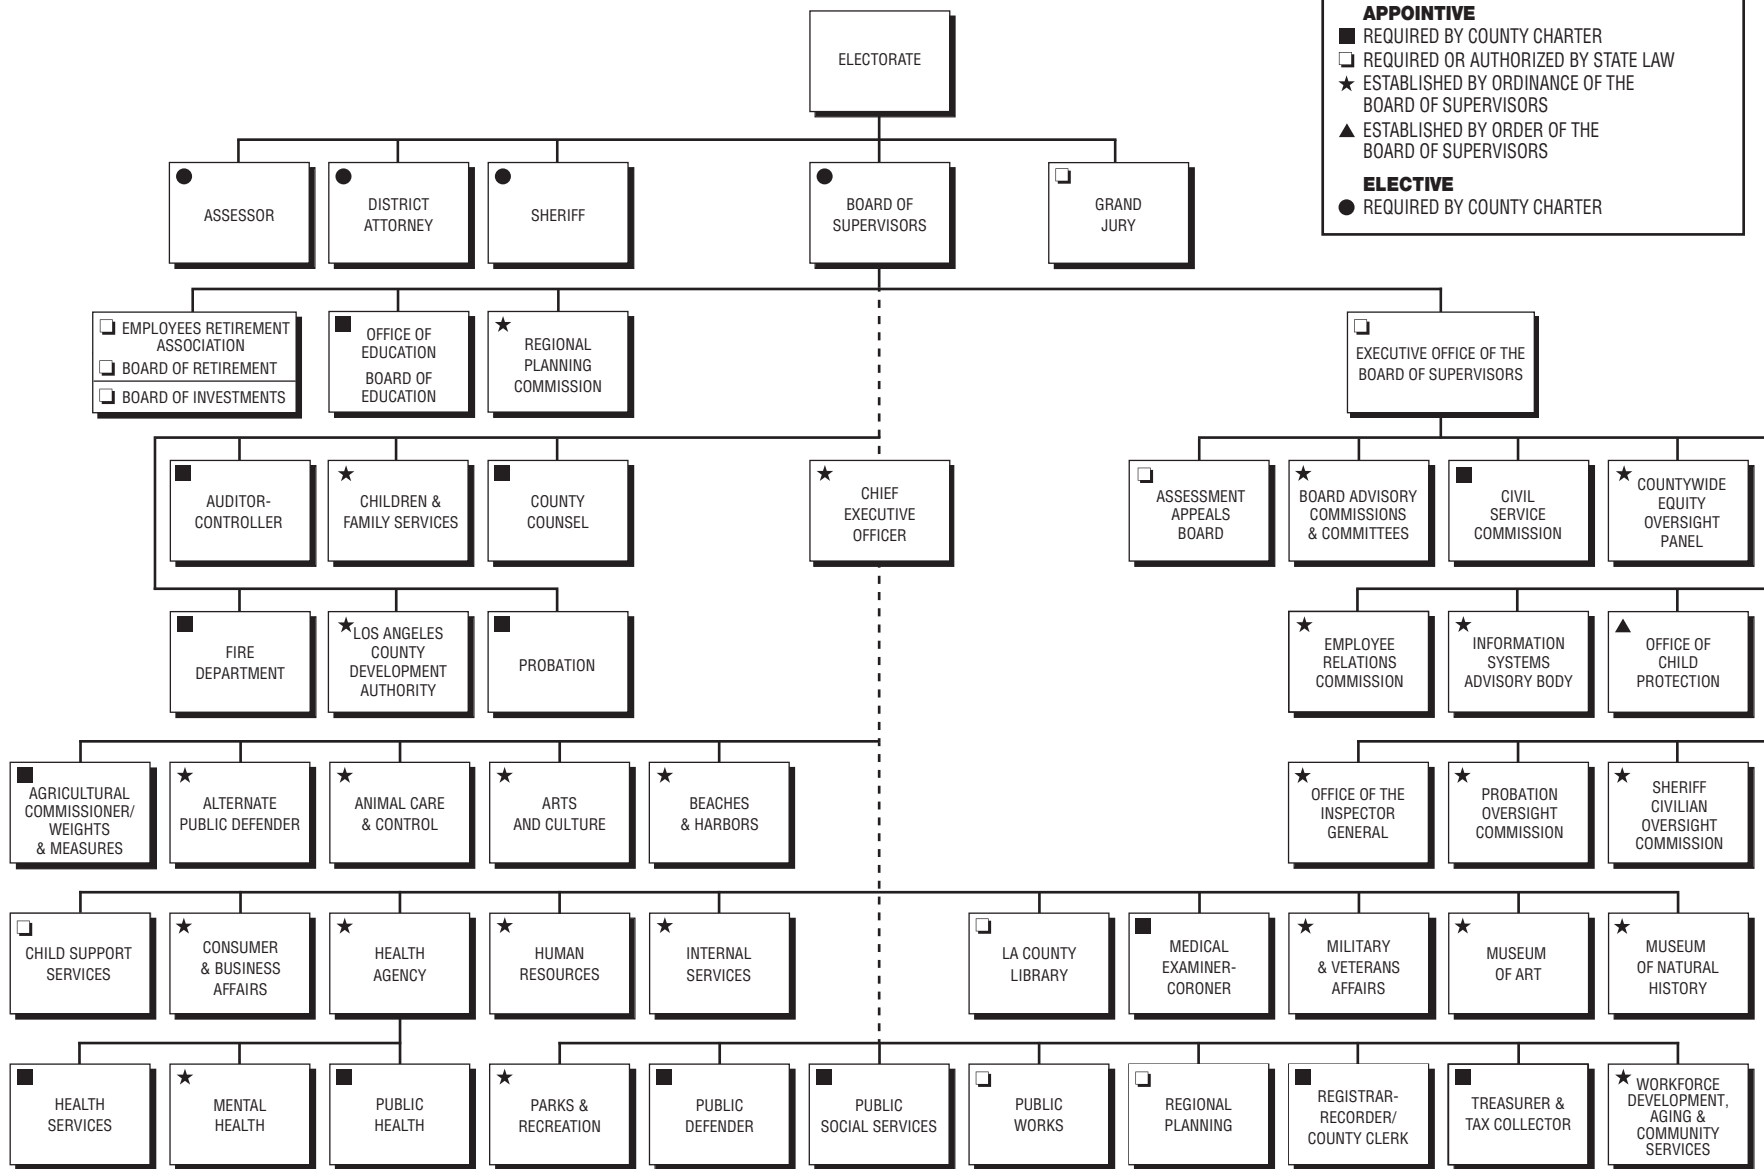 APPOINTIVE
REQUIRED BY COUNTY CHARTER
REQUIRED OR AUTHORIZED BY STATE LAW
ESTABLISHED BY ORDINANCE OF THE
BOARD OF SUPERVISORS
ESTABLISHED BY ORDER OF THE
BOARD OF SUPERVISORS
ELECTIVE
REQUIRED BY COUNTY CHARTER
ELECTORATE
ASSESSOR
DISTRICT
ATTORNEY
SHERIFF
BOARD OF
SUPERVISORS
GRAND
JURY
EMPLOYEES RETIREMENT
ASSOCIATION
BOARD OF RETIREMENT
BOARD OF INVESTMENTS
OFFICE OF
EDUCATION
BOARD OF
EDUCATION
REGIONAL
PLANNING
COMMISSION
EXECUTIVE OFFICE OF THE
BOARD OF SUPERVISORS
AUDITOR-
CONTROLLER
CHILDREN &
FAMILY SERVICES
COUNTY
COUNSEL
CHIEF
EXECUTIVE
OFFICER
ASSESSMENT
APPEALS
BOARD
BOARD ADVISORY
COMMISSIONS
& COMMITTEES
CIVIL
SERVICE
COMMISSION
COUNTYWIDE
EQUITY
OVERSIGHT
PANEL
FIRE
DEPARTMENT
LOS ANGELES
COUNTY
DEVELOPMENT
AUTHORITY
PROBATION
EMPLOYEE
RELATIONS
COMMISSION
INFORMATION
SYSTEMS
ADVISORY BODY
OFFICE OF
CHILD
PROTECTION
AGRICULTURAL
COMMISSIONER/
WEIGHTS
& MEASURES
ALTERNATE
PUBLIC DEFENDER
ANIMAL CARE
& CONTROL
ARTS
AND CULTURE
BEACHES
& HARBORS
OFFICE OF THE
INSPECTOR
GENERAL
PROBATION
OVERSIGHT
COMMISSION
SHERIFF
CIVILIAN
OVERSIGHT
COMMISSION
CHILD SUPPORT
SERVICES
CONSUMER
& BUSINESS
AFFAIRS
HEALTH
AGENCY
HUMAN
RESOURCES
INTERNAL
SERVICES
LA COUNTY
LIBRARY
MEDICAL
EXAMINER-
CORONER
MILITARY
& VETERANS
AFFAIRS
MUSEUM
OF ART
MUSEUM
OF NATURAL
HISTORY
HEALTH
SERVICES
MENTAL
HEALTH
PUBLIC
HEALTH
PARKS &
RECREATION
PUBLIC
DEFENDER
PUBLIC
SOCIAL SERVICES
PUBLIC
WORKS
REGIONAL
PLANNING
REGISTRAR-
RECORDER/
COUNTY CLERK
TREASURER &
TAX COLLECTOR
WORKFORCE
DEVELOPMENT,
AGING &
COMMUNITY
SERVICES